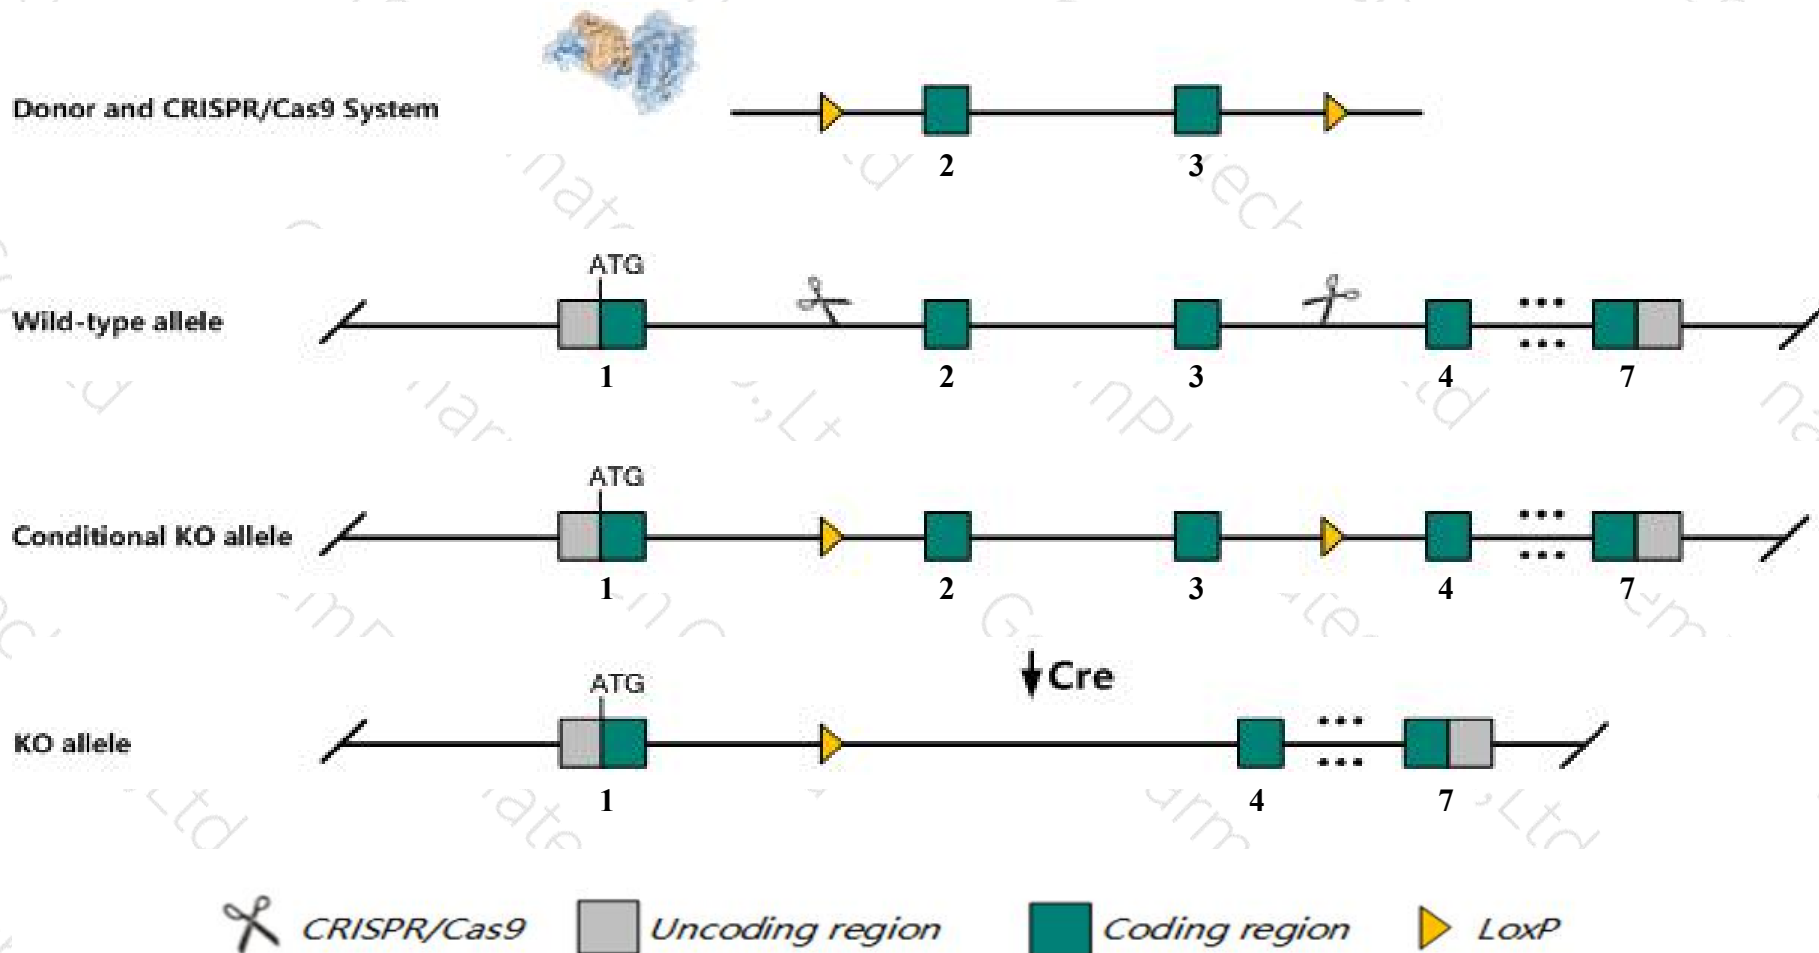 Donor and CRISPR/Cas9 System
2 3
ATG
Wild-type allele
1 2 3 4 7
ATG
Conditional KO allele
1 2 3 4 7
Cre
ATG
KO allele
1 4 7
CRISPR/Cas9 Uncoding region Coding region LoxP